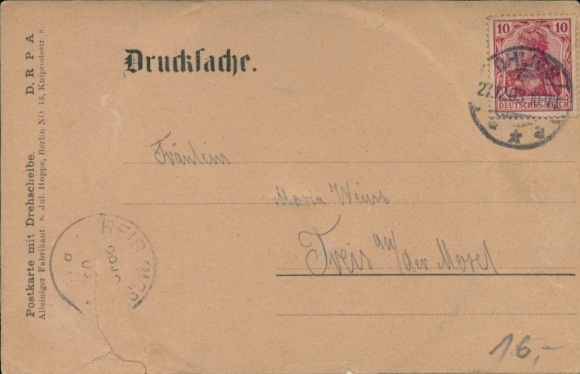 Postkarte mit Drehscheibe D. R. P A
Alleiniger Fabrikant Jul. Hoppe, Berlin NO 18, Knüprodestr 8.
Drucksache.
10 10
DEUTSCHES REICH
Fräulein
Maria Weiss
Treis an der Mosel
16,-